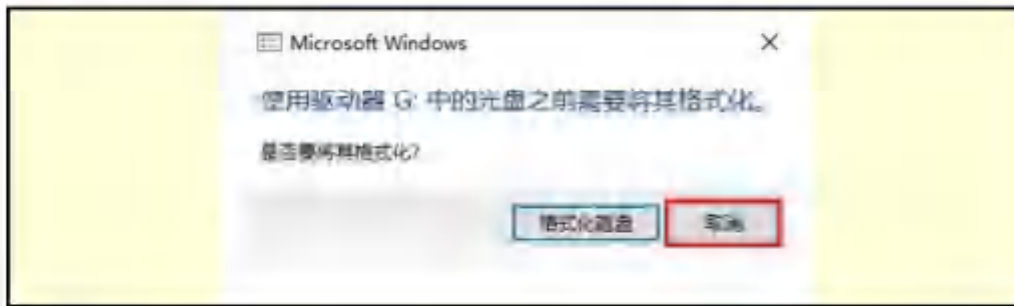 Microsoft Windows
使用驱动器 G: 中的光盘之前需要将其格式化。
是否要将其格式化?
格式化磁盘 取消